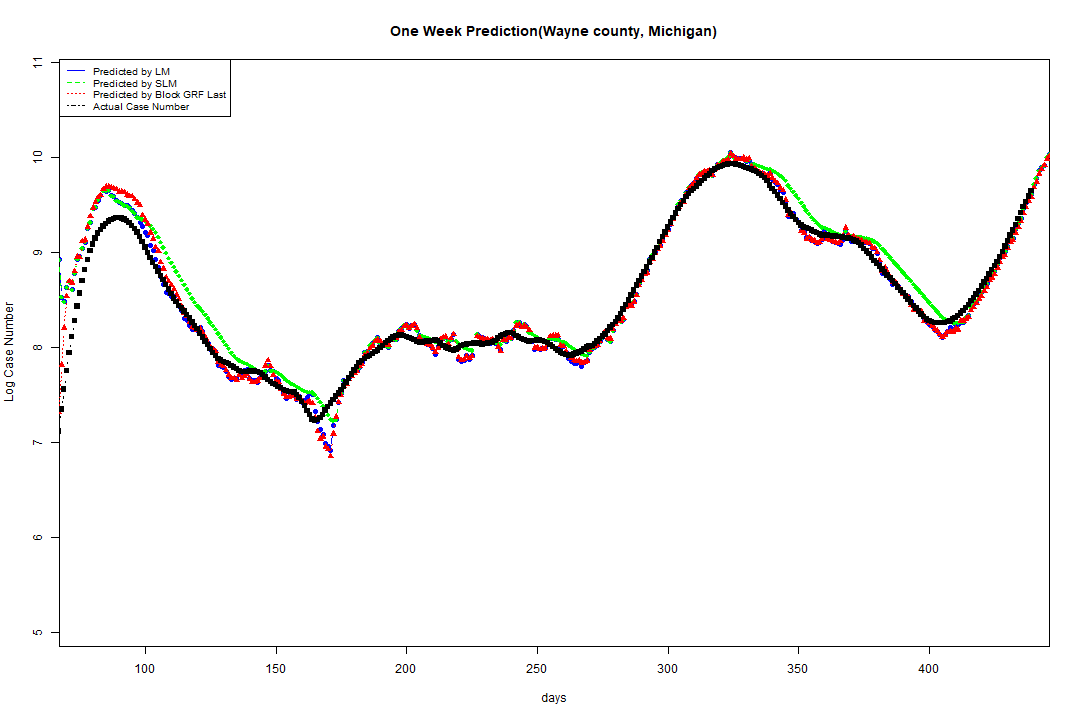 One Week Prediction(Wayne county, Michigan)
Predicted by LM
Predicted by SLM
Predicted by Block GRF Last
Actual Case Number
Log Case Number
11
10
9
8
7
6
5
100 150 200 250 300 350 400
days